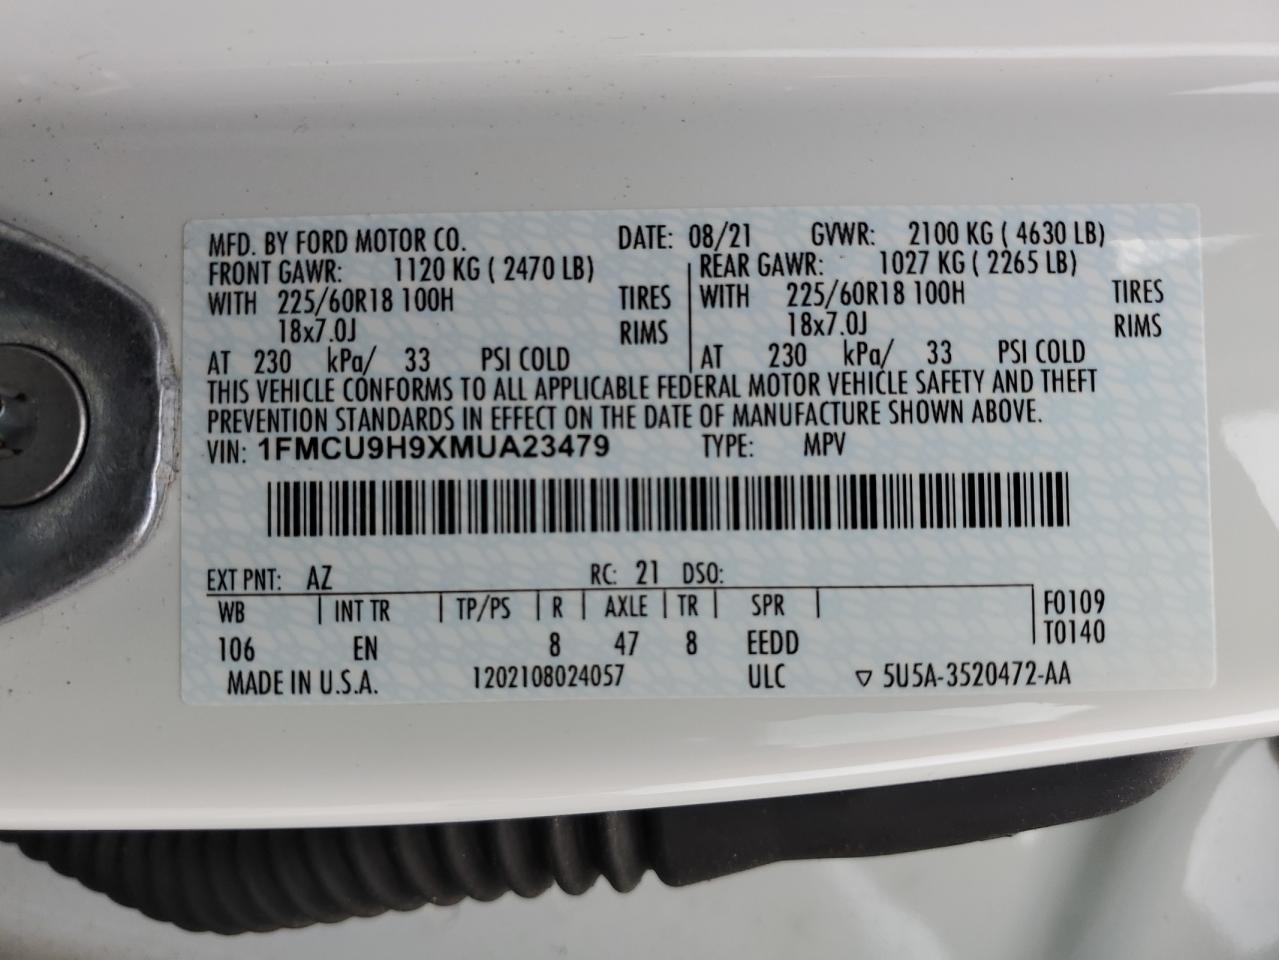 MFD. BY FORD MOTOR CO. DATE: 08/21 GVWR: 2100 KG ( 4630 LB)
FRONT GAWR: 1120 KG ( 2470 LB) REAR GAWR: 1027 KG ( 2265 LB)
WITH 225/60R18 100H TIRES WITH 225/60R18 100H TIRES
18x7.0J RIMS 18x7.0J RIMS
AT 230 kPa/ 33 PSI COLD AT 230 kPa/ 33 PSI COLD
THIS VEHICLE CONFORMS TO ALL APPLICABLE FEDERAL MOTOR VEHICLE SAFETY AND THEFT
PREVENTION STANDARDS IN EFFECT ON THE DATE OF MANUFACTURE SHOWN ABOVE.
VIN: 1FMCU9H9XMUA23479 TYPE: MPV
EXT PNT: AZ RC: 21 DSO:
WB INT TR TP/PS R AXLE TR SPR F0109
106 EN 8 47 8 EEDD T0140
MADE IN U.S.A. 1202108024057 ULC ▽ 5U5A-3520472-AA